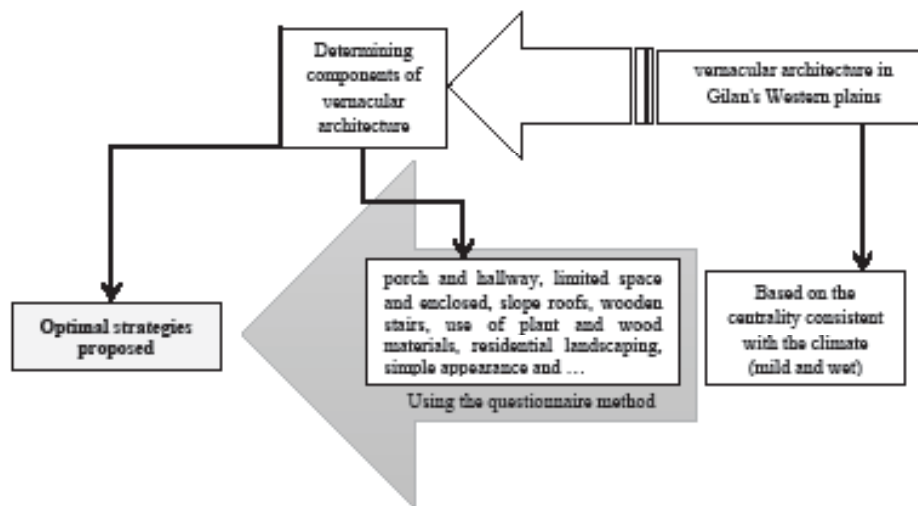 Determining
components of
vernacular
architecture
vernacular architecture in
Gilan's Western plains
porch and hallway, limited space
and enclosed, slope roofs, wooden
stairs, use of plant and wood
materials, residential landscaping,
simple appearance and ...
Using the questionnaire method
Based on the
centrality consistent
with the climate
(mild and wet)
Optimal strategies
proposed